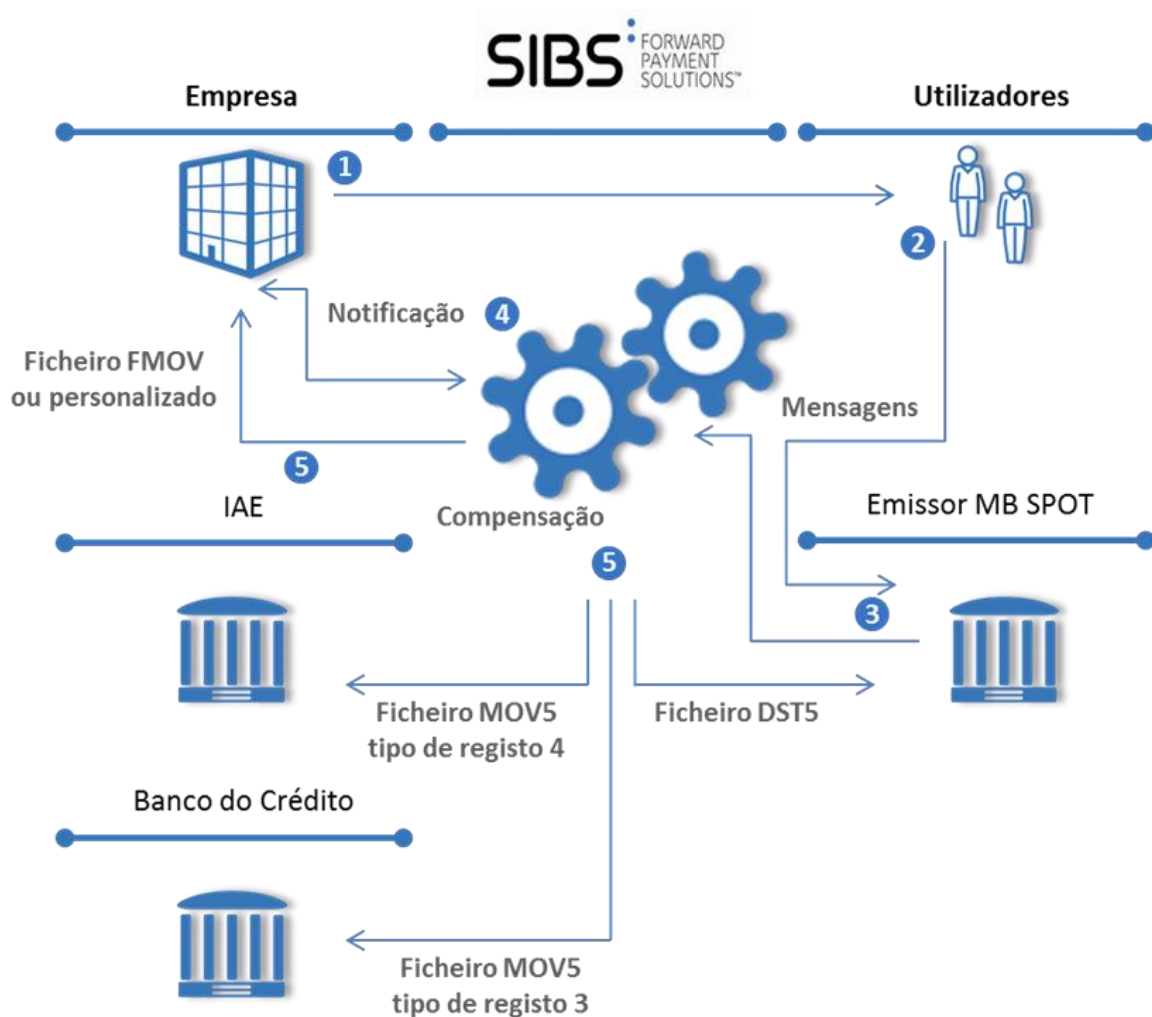 SIBS FORWARD
PAYMENT
SOLUTIONS™
Empresa
Utilizadores
1
2
Notificação 4
Ficheiro FMOV
ou personalizado
Mensagens
5
IAE
Compensação
Emissor MB SPOT
5
3
Ficheiro MOV5
tipo de registo 4
Ficheiro DST5
Banco do Crédito
Ficheiro MOV5
tipo de registo 3